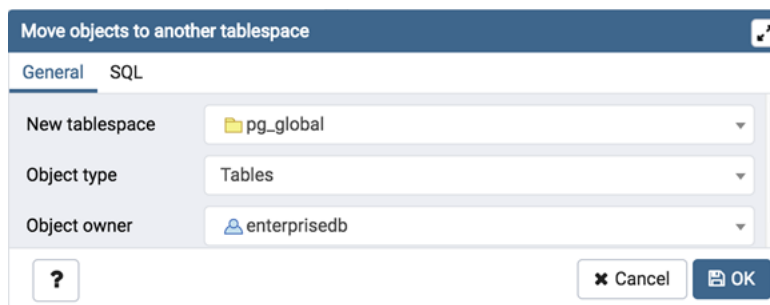 Move objects to another tablespace
General SQL
New tablespace pg_global
Object type Tables
Object owner enterprisedb
? Cancel OK